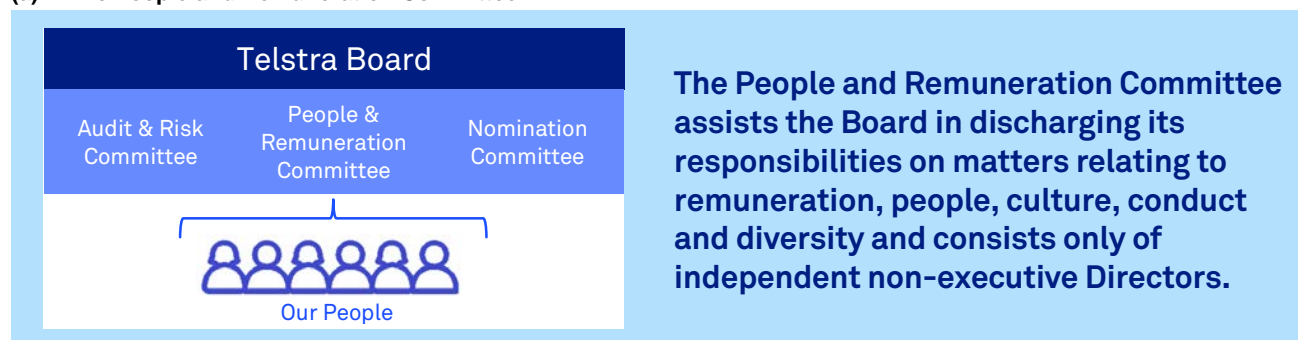 Telstra Board
Audit & Risk
Committee
People &
Remuneration
Committee
Nomination
Committee
Our People
The People and Remuneration Committee
assists the Board in discharging its
responsibilities on matters relating to
remuneration, people, culture, conduct
and diversity and consists only of
independent non-executive Directors.